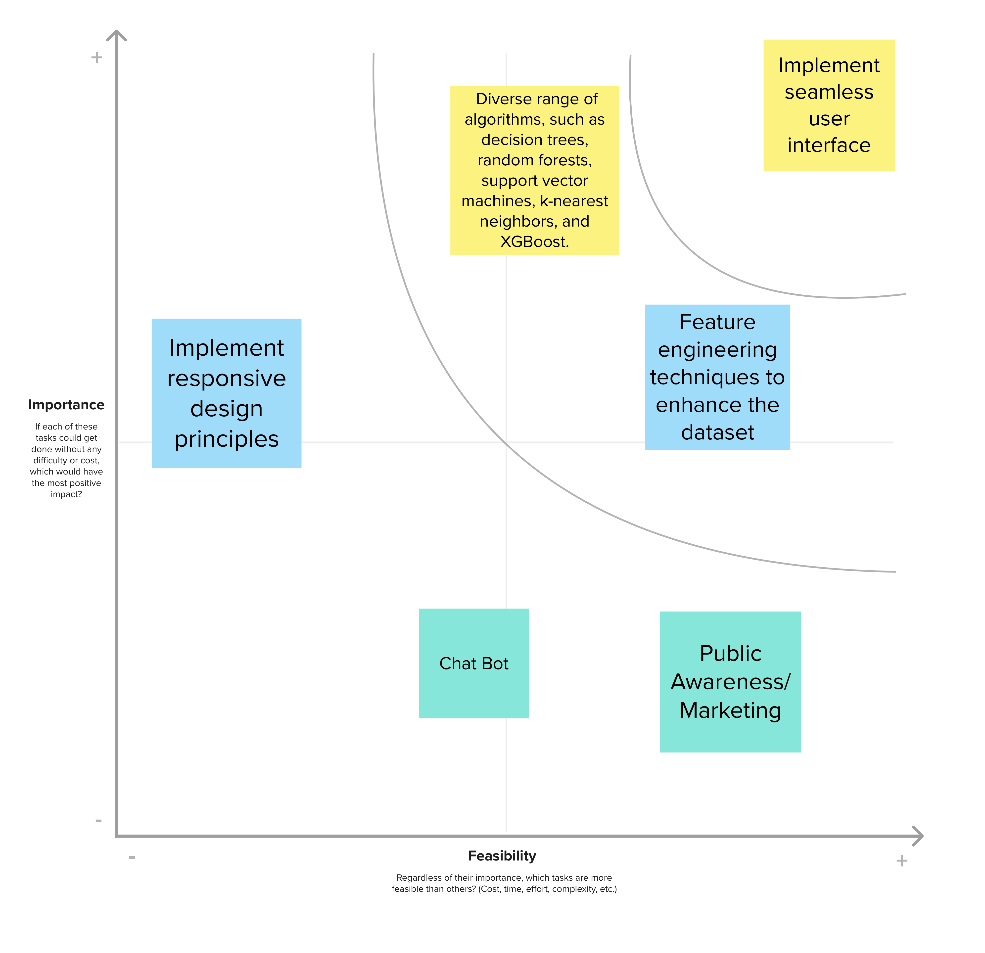 +
Implement
seamless
user
interface
Diverse range of
algorithms, such as
decision trees,
random forests,
support vector
machines, k-nearest
neighbors, and
XGBoost.
Feature
engineering
techniques to
enhance the
dataset
Implement
responsive
design
principles
Importance
If each of these
tasks could get
done without any
difficulty or cost,
which would have
the most positive
impact?
Chat Bot
Public
Awareness/
Marketing
-
-
Feasibility
+
Regardless of their importance, which tasks are more
feasible than others? (Cost, time, effort, complexity, etc.)